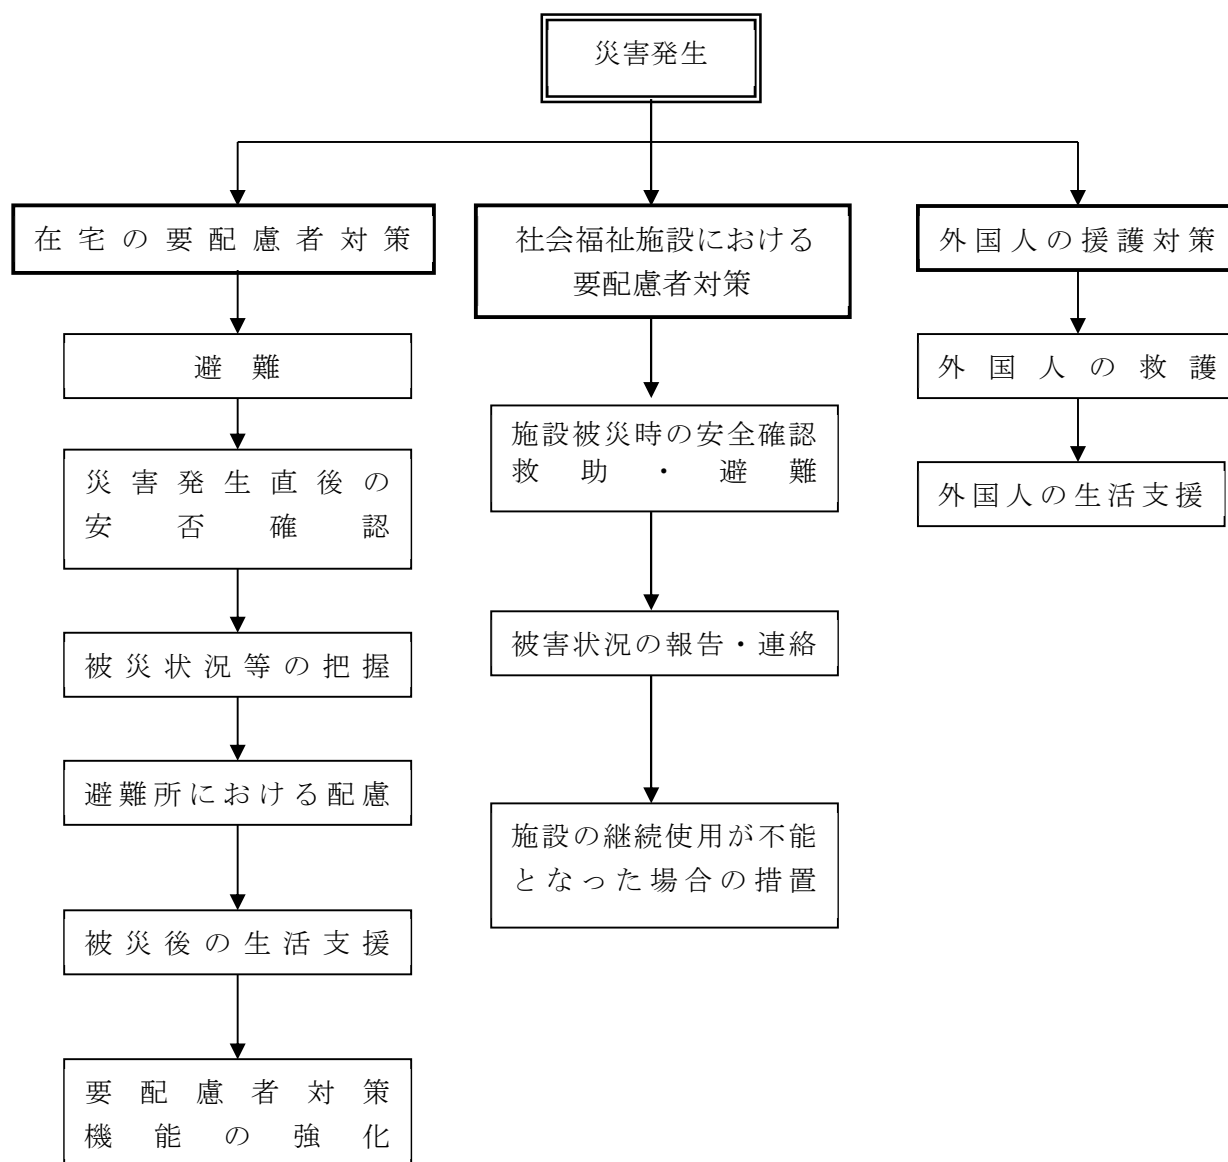 災害発生
在宅の要配慮者対策
避難
災害発生直後の
安否確認
被災状況等の把握
避難所における配慮
被災後の生活支援
要配慮者対策
機能の強化
社会福祉施設における
要配慮者対策
施設被災時の安全確認
救助・避難
被害状況の報告・連絡
施設の継続使用が不能
となった場合の措置
外国人の援護対策
外国人の救護
外国人の生活支援